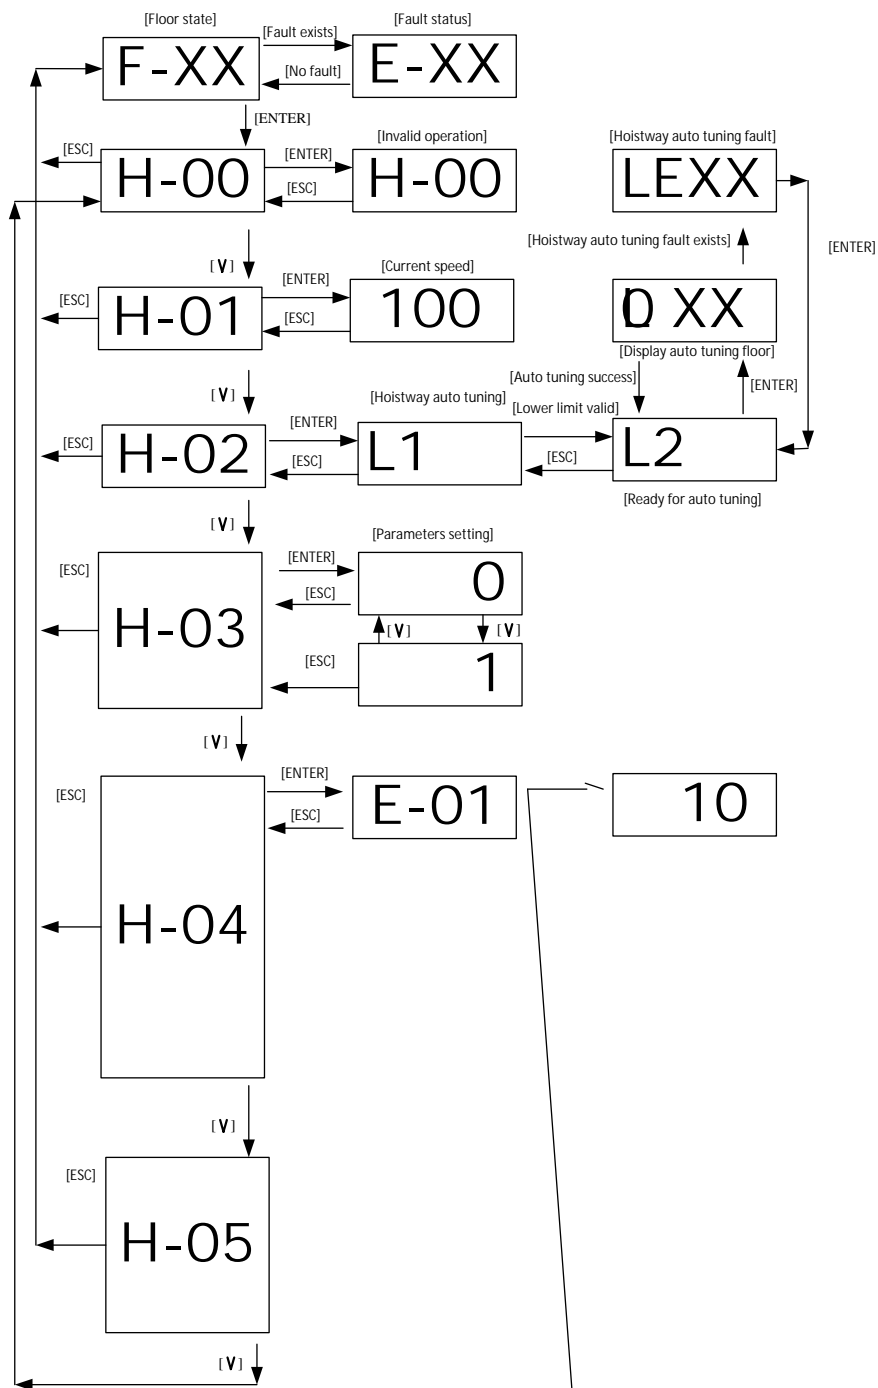 [Floor state]
[Fault status]
F-XX
[Fault exists]
[No fault]
E-XX
[ENTER]
[ESC]
H-00
[ENTER]
[ESC]
[Invalid operation]
H-00
[Hoistway auto tuning fault]
LEXX
[ENTER]
[Hoistway auto tuning fault exists]
[V]
[ESC]
H-01
[ENTER]
[ESC]
[Current speed]
100
XX
[Display auto tuning floor]
[Auto tuning success]
[ENTER]
[V]
[ESC]
H-02
[ENTER]
[ESC]
[Hoistway auto tuning]
L1
[Lower limit valid]
[ESC]
L2
[Ready for auto tuning]
[V]
[Parameters setting]
[ESC]
H-03
[ENTER]
[ESC]
0
[V]
[V]
[ESC]
1
[V]
[ESC]
H-04
[ENTER]
[ESC]
E-01
10
[V]
[ESC]
H-05
[V]